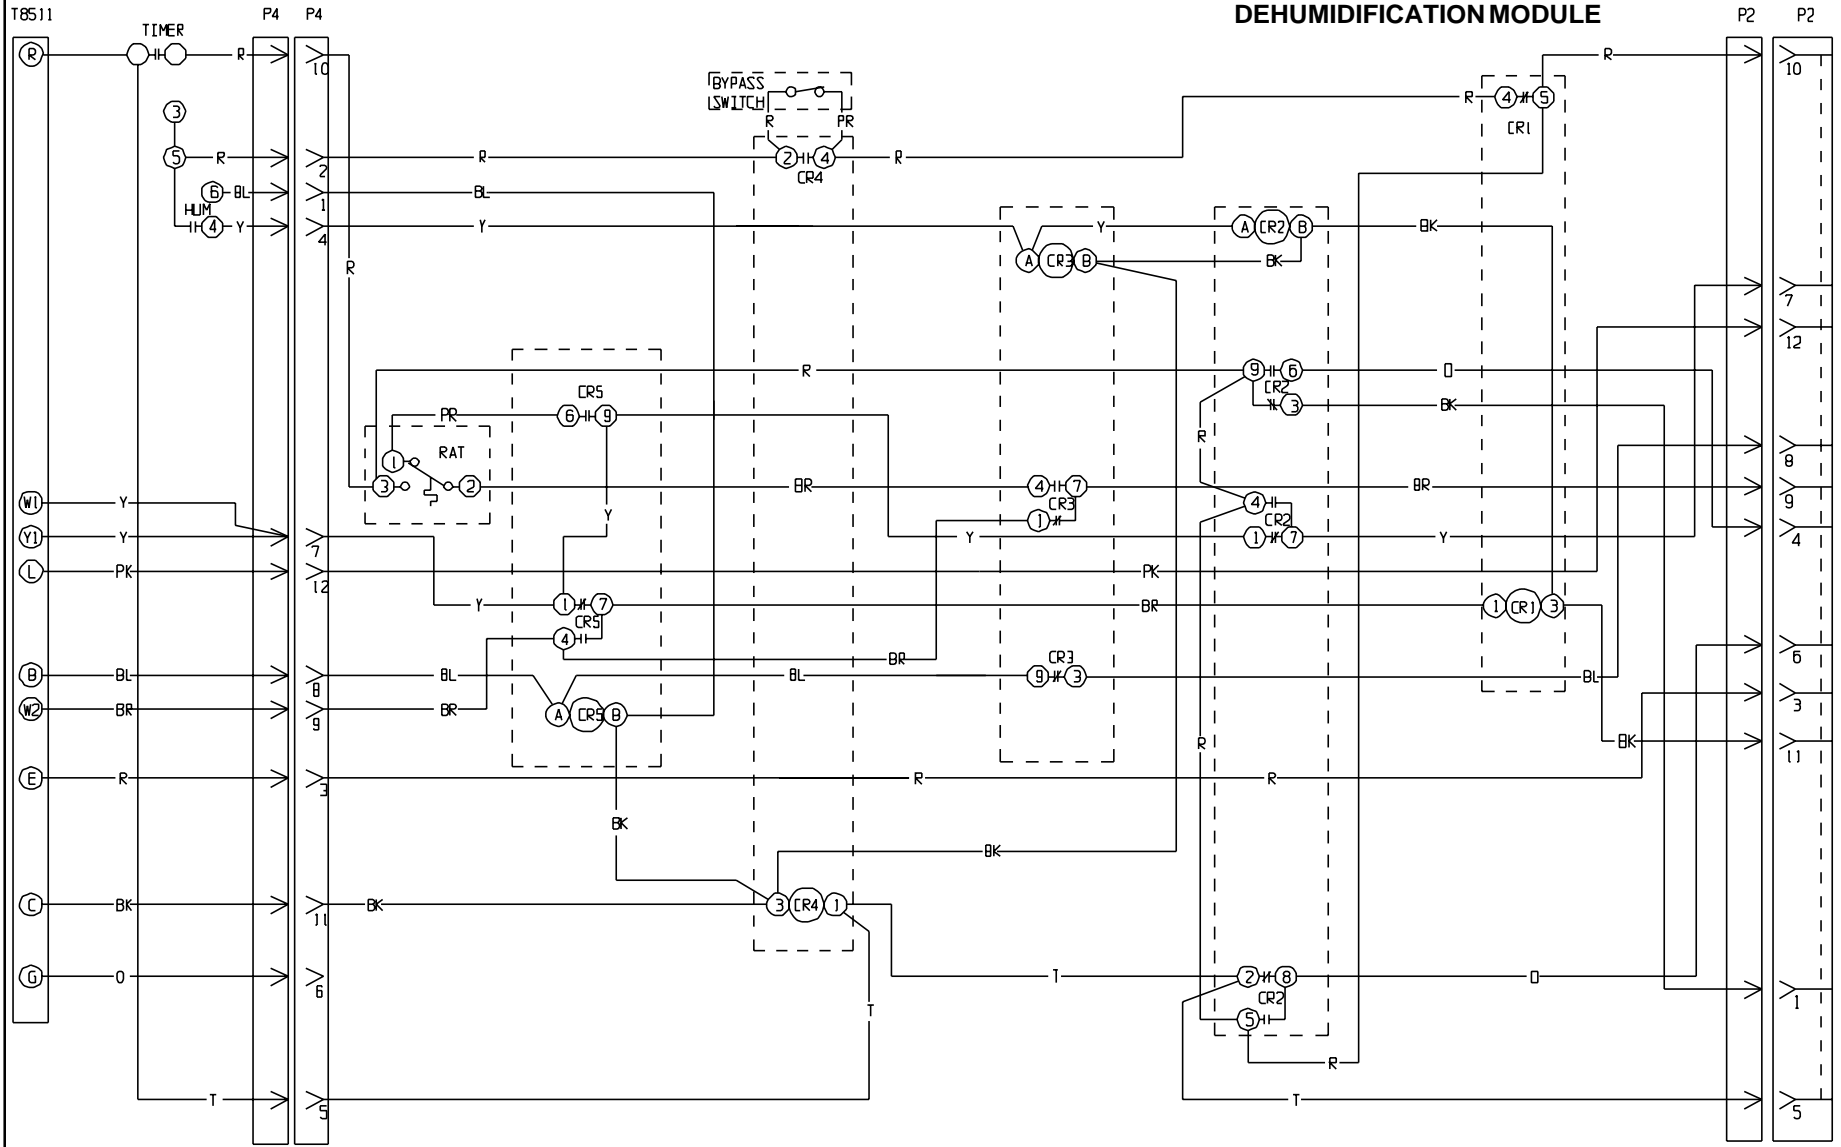 T8511 P4 P4 DEHUMIDIFICATION MODULE P2 P2
TIMER
R R R
10 10
BYPASS
SWITCH
R 4 5
3 R PR CR1
5 R R 2 4 R
2 CR4
6 BL BL
1
HUM
4 Y Y Y A CR2 B BK
4
R A CR3 B BK
7
12
R 9 6 O
CR5 CR2
PR 6 9 3 BK
R
RAT
1 8
3 2 BR 4 7 BR
CR3 9
W1 Y 4
Y 1 CR2
Y1 Y Y 1 7 Y
7 4
L PK PK
12
Y 1 7 BR 1 CR1 3
CR5
4
BR CR3 6
B BL BL BL 9 3 BL
8
W2 BR BR A CR5 B 3
9
R BK
11
E R R R
3
BK
BK
C BK BK 3 CR4 1
11
G O T 2 8 O
6 CR2 1
T 5
R
T T
5 5